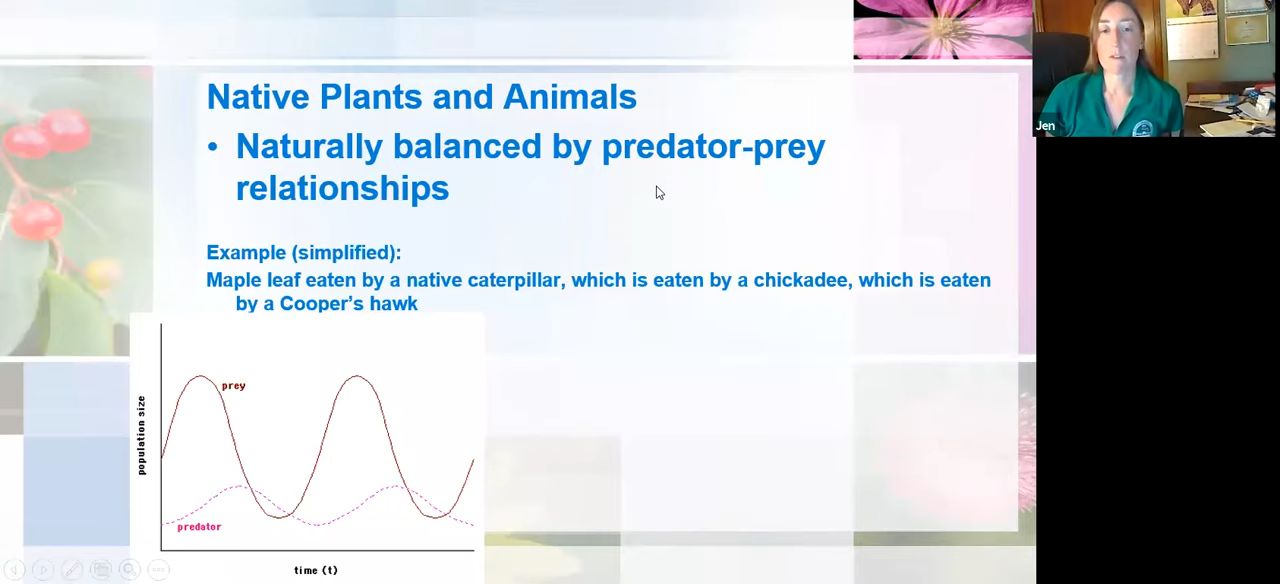 Native Plants and Animals
• Naturally balanced by predator-prey
relationships
Example (simplified):
Maple leaf eaten by a native caterpillar, which is eaten by a chickadee, which is eaten
by a Cooper's hawk
prey
population size
predator
time (t)
Jen